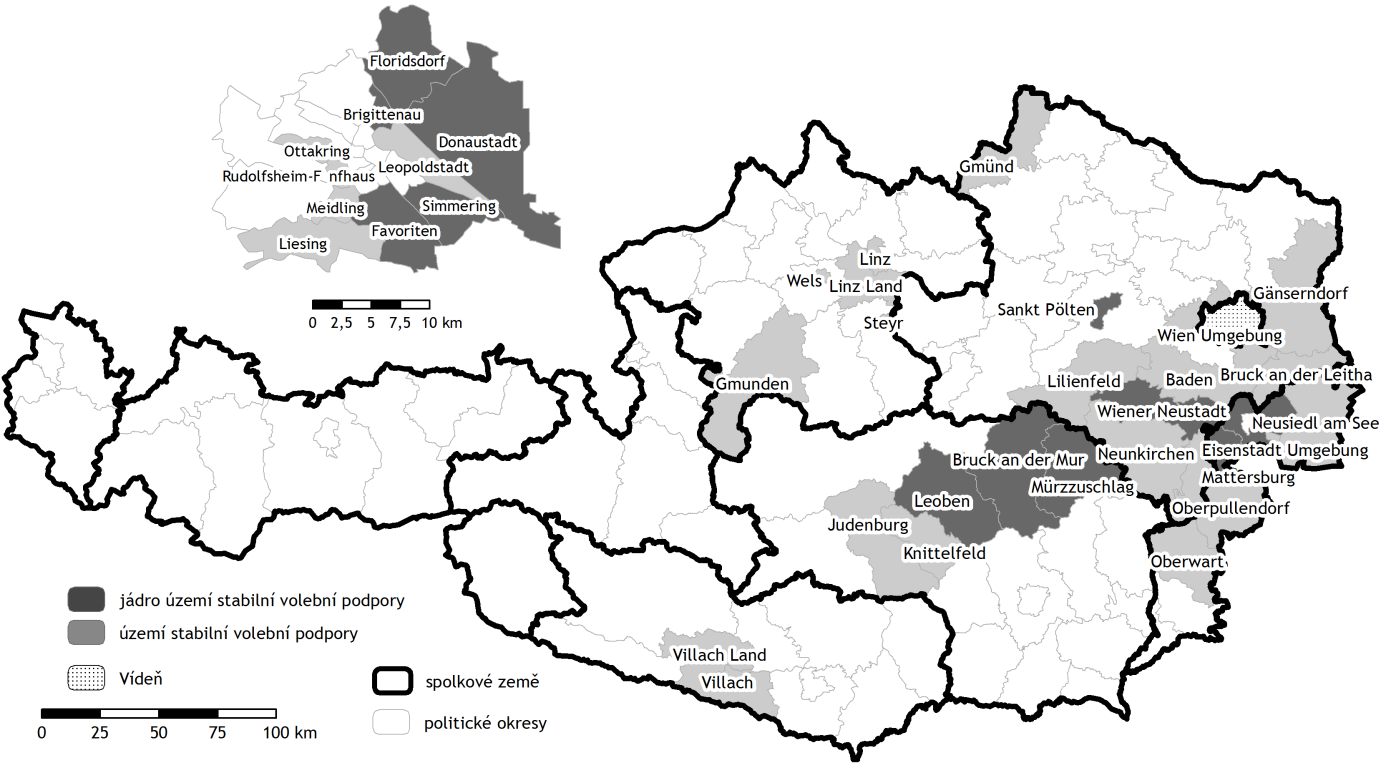 Floridsdorf
Brigittenau
Donaustadt
Ottakring
Leopoldstadt
Rudolfsheim-F nfhaus
Meidling
Simmering
Favoriten
Liesing
0 2,5 5 7,5 10 km
Gmünd
Linz
Wels
Linz Land
Steyr
Sankt Pölten
Gänserndorf
Wien Umgebung
Gmunden
Lilienfeld
Baden
Bruck an der Leitha
Wiener Neustadt
Neusiedl am See
Bruck an der Mur
Neunkirchen
Eisenstadt Umgebung
Mürzzuschlag
Mattersburg
Leoben
Oberpullendorf
Judenburg
Knittelfeld
Oberwart
Villach Land
Villach
jádro území stabilní volební podpory
území stabilní volební podpory
Vídeň
spolkové země
politické okresy
0 25 50 75 100 km